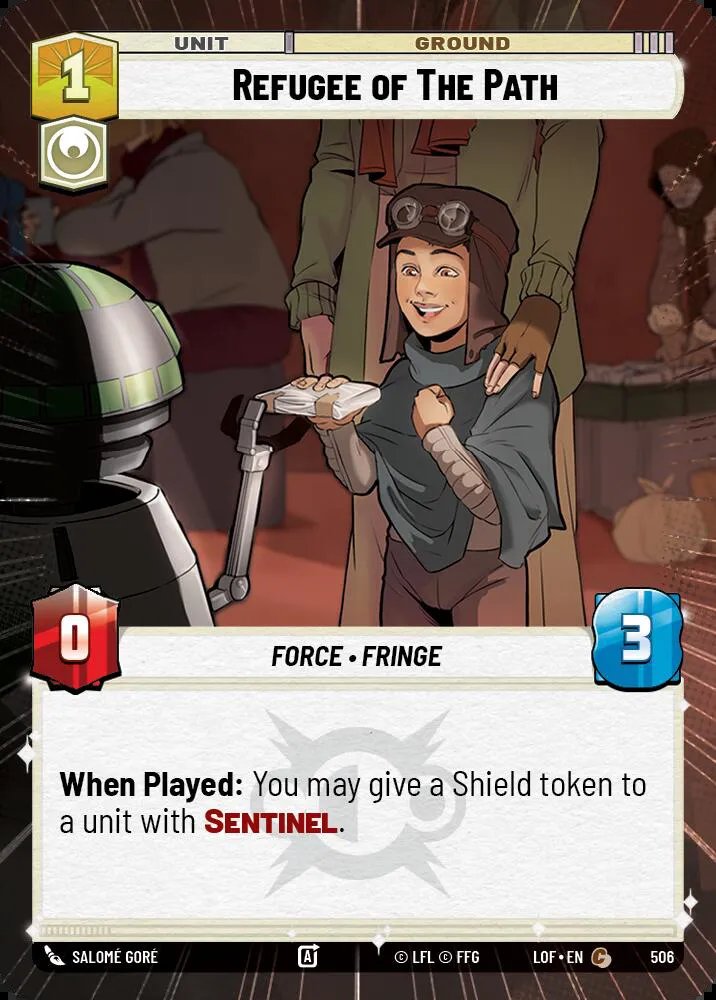 UNIT
GROUND
1
REFUGEE OF THE PATH
0
FORCE • FRINGE
3
When Played: You may give a Shield token to
a unit with SENTINEL.
SALOMÉ GORÉ
A
© LFL © FFG
LOF • EN
C
506